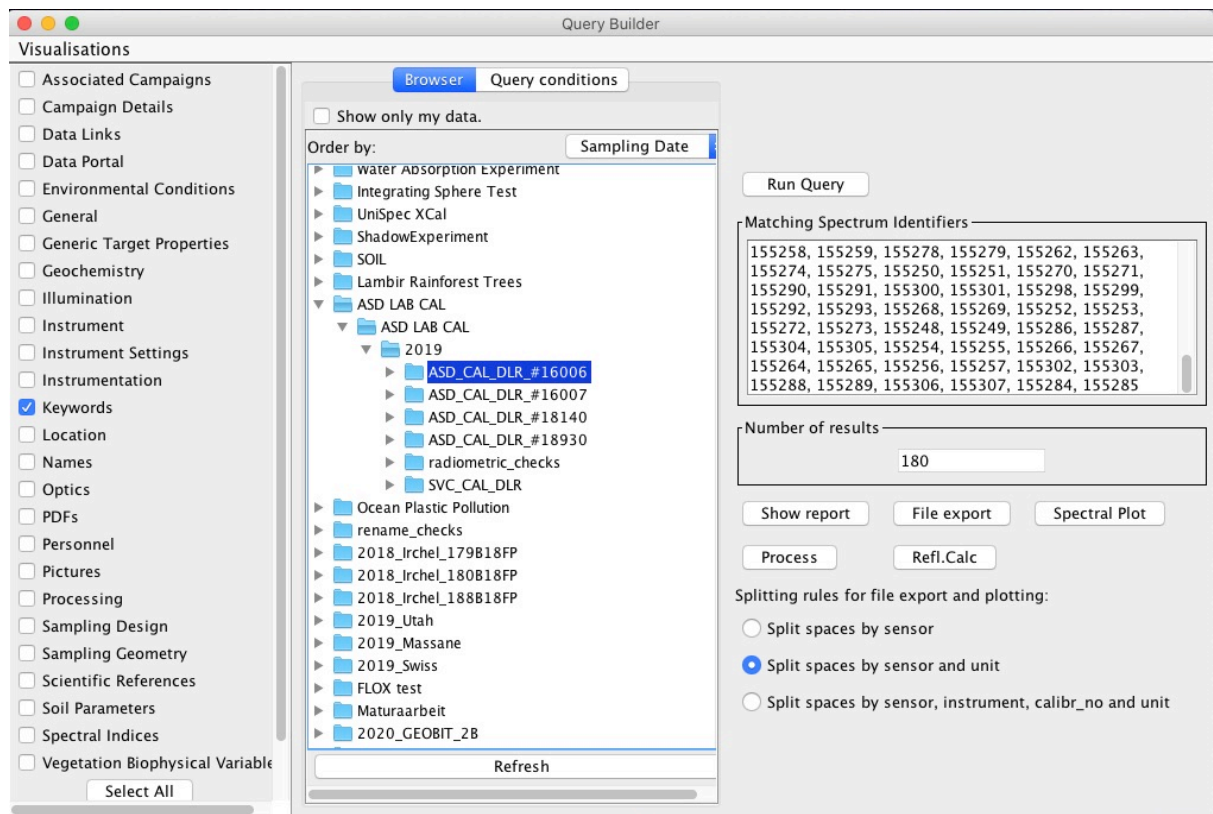 Query Builder
Visualisations
Associated Campaigns
Campaign Details
Data Links
Data Portal
Environmental Conditions
General
Generic Target Properties
Geochemistry
Illumination
Instrument
Instrument Settings
Instrumentation
Keywords
Location
Names
Optics
PDFs
Personnel
Pictures
Processing
Sampling Design
Sampling Geometry
Scientific References
Soil Parameters
Spectral Indices
Vegetation Biophysical Variable
Select All
Browser Query conditions
Show only my data.
Order by: Sampling Date
Water Absorption Experiment
Integrating Sphere Test
UniSpec XCal
ShadowExperiment
SOIL
Lambir Rainforest Trees
ASD LAB CAL
ASD LAB CAL
2019
ASD_CAL_DLR_#16006
ASD_CAL_DLR_#16007
ASD_CAL_DLR_#18140
ASD_CAL_DLR_#18930
radiometric_checks
SVC_CAL_DLR
Ocean Plastic Pollution
rename_checks
2018_Irchel_179B18FP
2018_Irchel_180B18FP
2018_Irchel_188B18FP
2019_Utah
2019_Massane
2019_Swiss
FLOX test
Maturaarbeit
2020_GEOBIT_2B
Refresh
Run Query
Matching Spectrum Identifiers
155258, 155259, 155278, 155279, 155262, 155263,
155274, 155275, 155250, 155251, 155270, 155271,
155290, 155291, 155300, 155301, 155298, 155299,
155292, 155293, 155268, 155269, 155252, 155253,
155272, 155273, 155248, 155249, 155286, 155287,
155304, 155305, 155254, 155255, 155266, 155267,
155264, 155265, 155256, 155257, 155302, 155303,
155288, 155289, 155306, 155307, 155284, 155285
Number of results
180
Show report File export Spectral Plot
Process Refl.Calc
Splitting rules for file export and plotting:
Split spaces by sensor
Split spaces by sensor and unit
Split spaces by sensor, instrument, calibr_no and unit